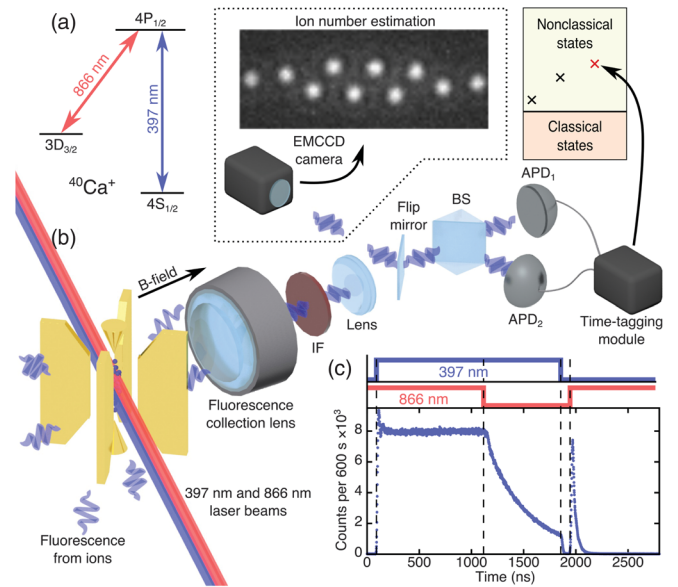 (a)
4P1/2
866 nm
397 nm
3D3/2
40Ca+
4S1/2
Ion number estimation
EMCCD
camera
Nonclassical
states
Classical
states
(b)
B-field
Flip
mirror
BS
APD1
APD2
IF
Lens
Time-tagging
module
Fluorescence
collection lens
397 nm and 866 nm
laser beams
Fluorescence
from ions
(c)
397 nm
866 nm
Counts per 600 s ×10³
8
6
4
2
0
0
500
1000
1500
2000
2500
Time (ns)